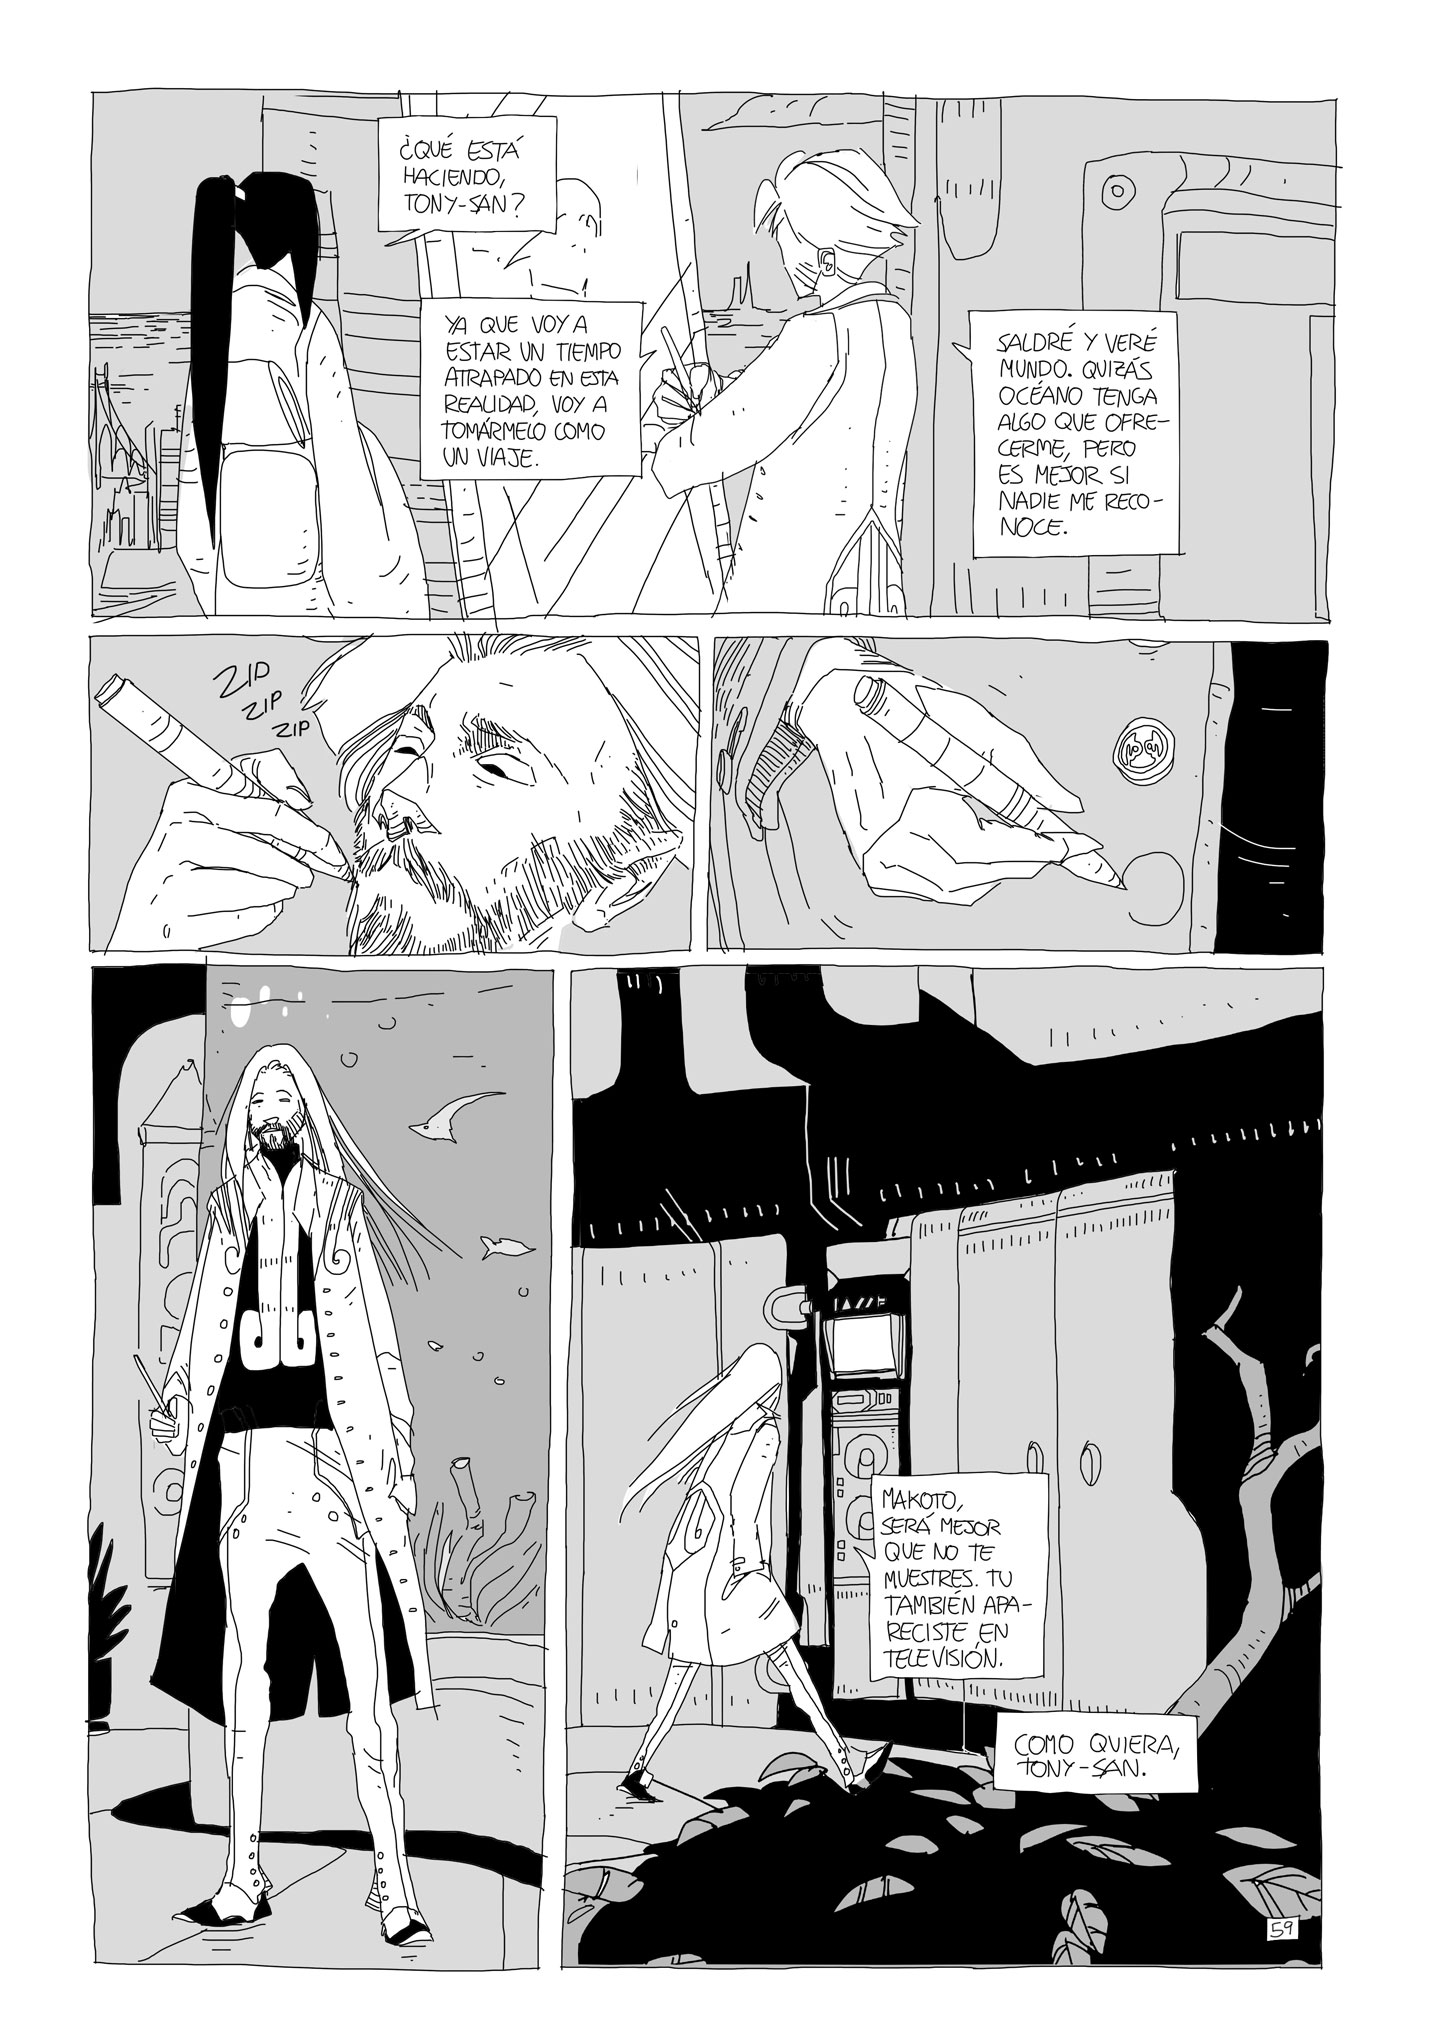 ¿QUÉ ESTÁ
HACIENDO,
TONY-SAN?
YA QUE VOY A
ESTAR UN TIEMPO
ATRAPADO EN ESTA
REALIDAD, VOY A
TOMÁRMELO COMO
UN VIAJE.
SALDRÉ Y VERÉ
MUNDO. QUIZÁS
OCÉANO TENGA
ALGO QUE OFRE-
CERME, PERO
ES MEJOR SI
NADIE ME RECO-
NOCE.
ZIP
ZIP
ZIP
MAKOTO,
SERÁ MEJOR
QUE NO TE
MUESTRES. TU
TAMBIÉN APA-
RECISTE EN
TELEVISIÓN.
COMO QUIERA,
TONY-SAN.
59